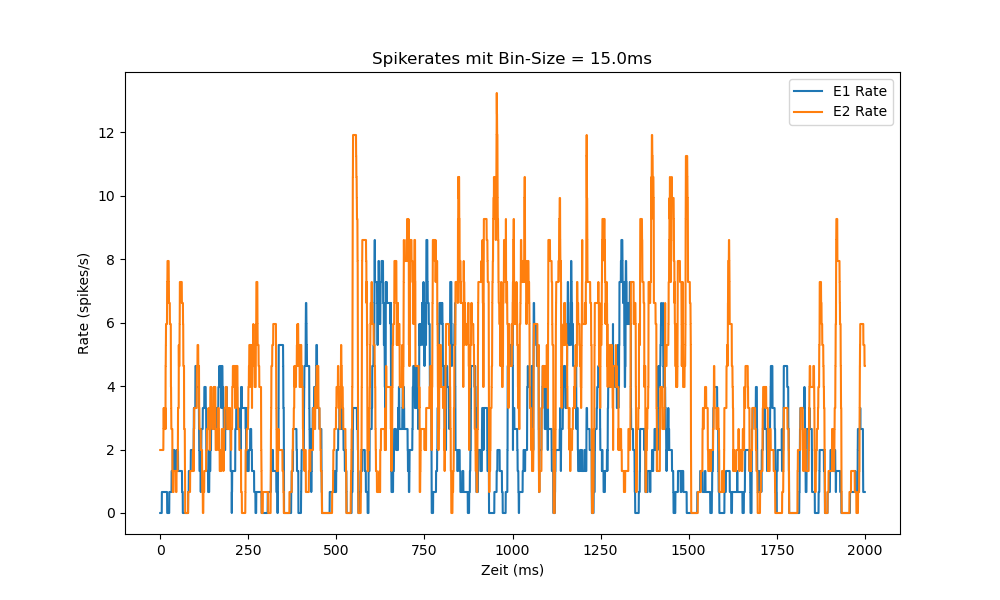 Spikerates mit Bin-Size = 15.0ms
E1 Rate
E2 Rate
Rate (spikes/s)
12
10
8
6
4
2
0
0 250 500 750 1000 1250 1500 1750 2000
Zeit (ms)